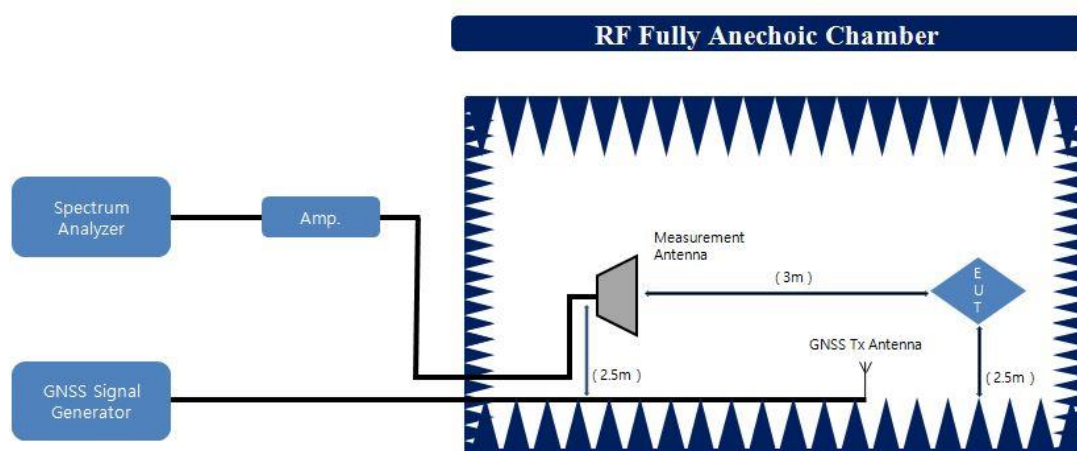 RF Fully Anechoic Chamber
Spectrum
Analyzer
Amp.
Measurement
Antenna
( 3m )
E
U
T
GNSS Tx Antenna
( 2.5m )
( 2.5m )
GNSS Signal
Generator